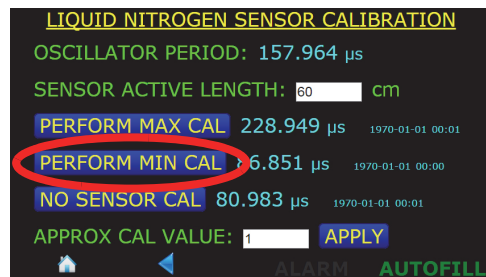 LIQUID NITROGEN SENSOR CALIBRATION
OSCILLATOR PERIOD: 157.964 µs
SENSOR ACTIVE LENGTH: 60 cm
PERFORM MAX CAL 228.949 µs 1970-01-01 00:01
PERFORM MIN CAL 86.851 µs 1970-01-01 00:00
NO SENSOR CAL 80.983 µs 1970-01-01 00:01
APPROX CAL VALUE: 1 APPLY
ALARM AUTOFILL